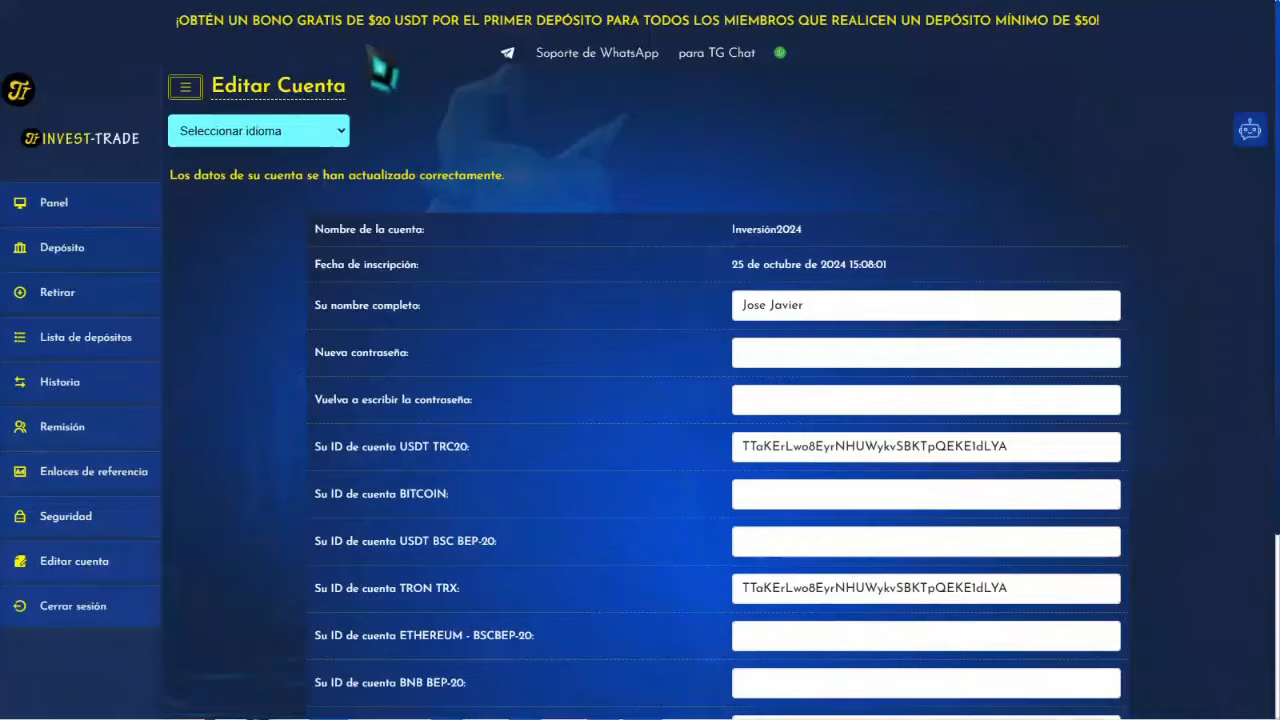 ¡OBTÉN UN BONO GRATIS DE $20 USDT POR EL PRIMER DEPÓSITO PARA TODOS LOS MIEMBROS QUE REALICEN UN DEPÓSITO MÍNIMO DE $50!
Soporte de WhatsApp para TG Chat
Editar Cuenta
INVEST-TRADE
Seleccionar idioma
Los datos de su cuenta se han actualizado correctamente.
Panel
Depósito
Retirar
Lista de depósitos
Historia
Remisión
Enlaces de referencia
Seguridad
Editar cuenta
Cerrar sesión
Nombre de la cuenta: Inversión2024
Fecha de inscripción: 25 de octubre de 2024 15:08:01
Su nombre completo: Jose Javier
Nueva contraseña:
Vuelva a escribir la contraseña:
Su ID de cuenta USDT TRC20: TTaKErLwo8EyrNHUWykvSBKTpQEKE1dLYA
Su ID de cuenta BITCOIN:
Su ID de cuenta USDT BSC BEP-20:
Su ID de cuenta TRON TRX: TTaKErLwo8EyrNHUWykvSBKTpQEKE1dLYA
Su ID de cuenta ETHEREUM - BSCBEP-20:
Su ID de cuenta BNB BEP-20: